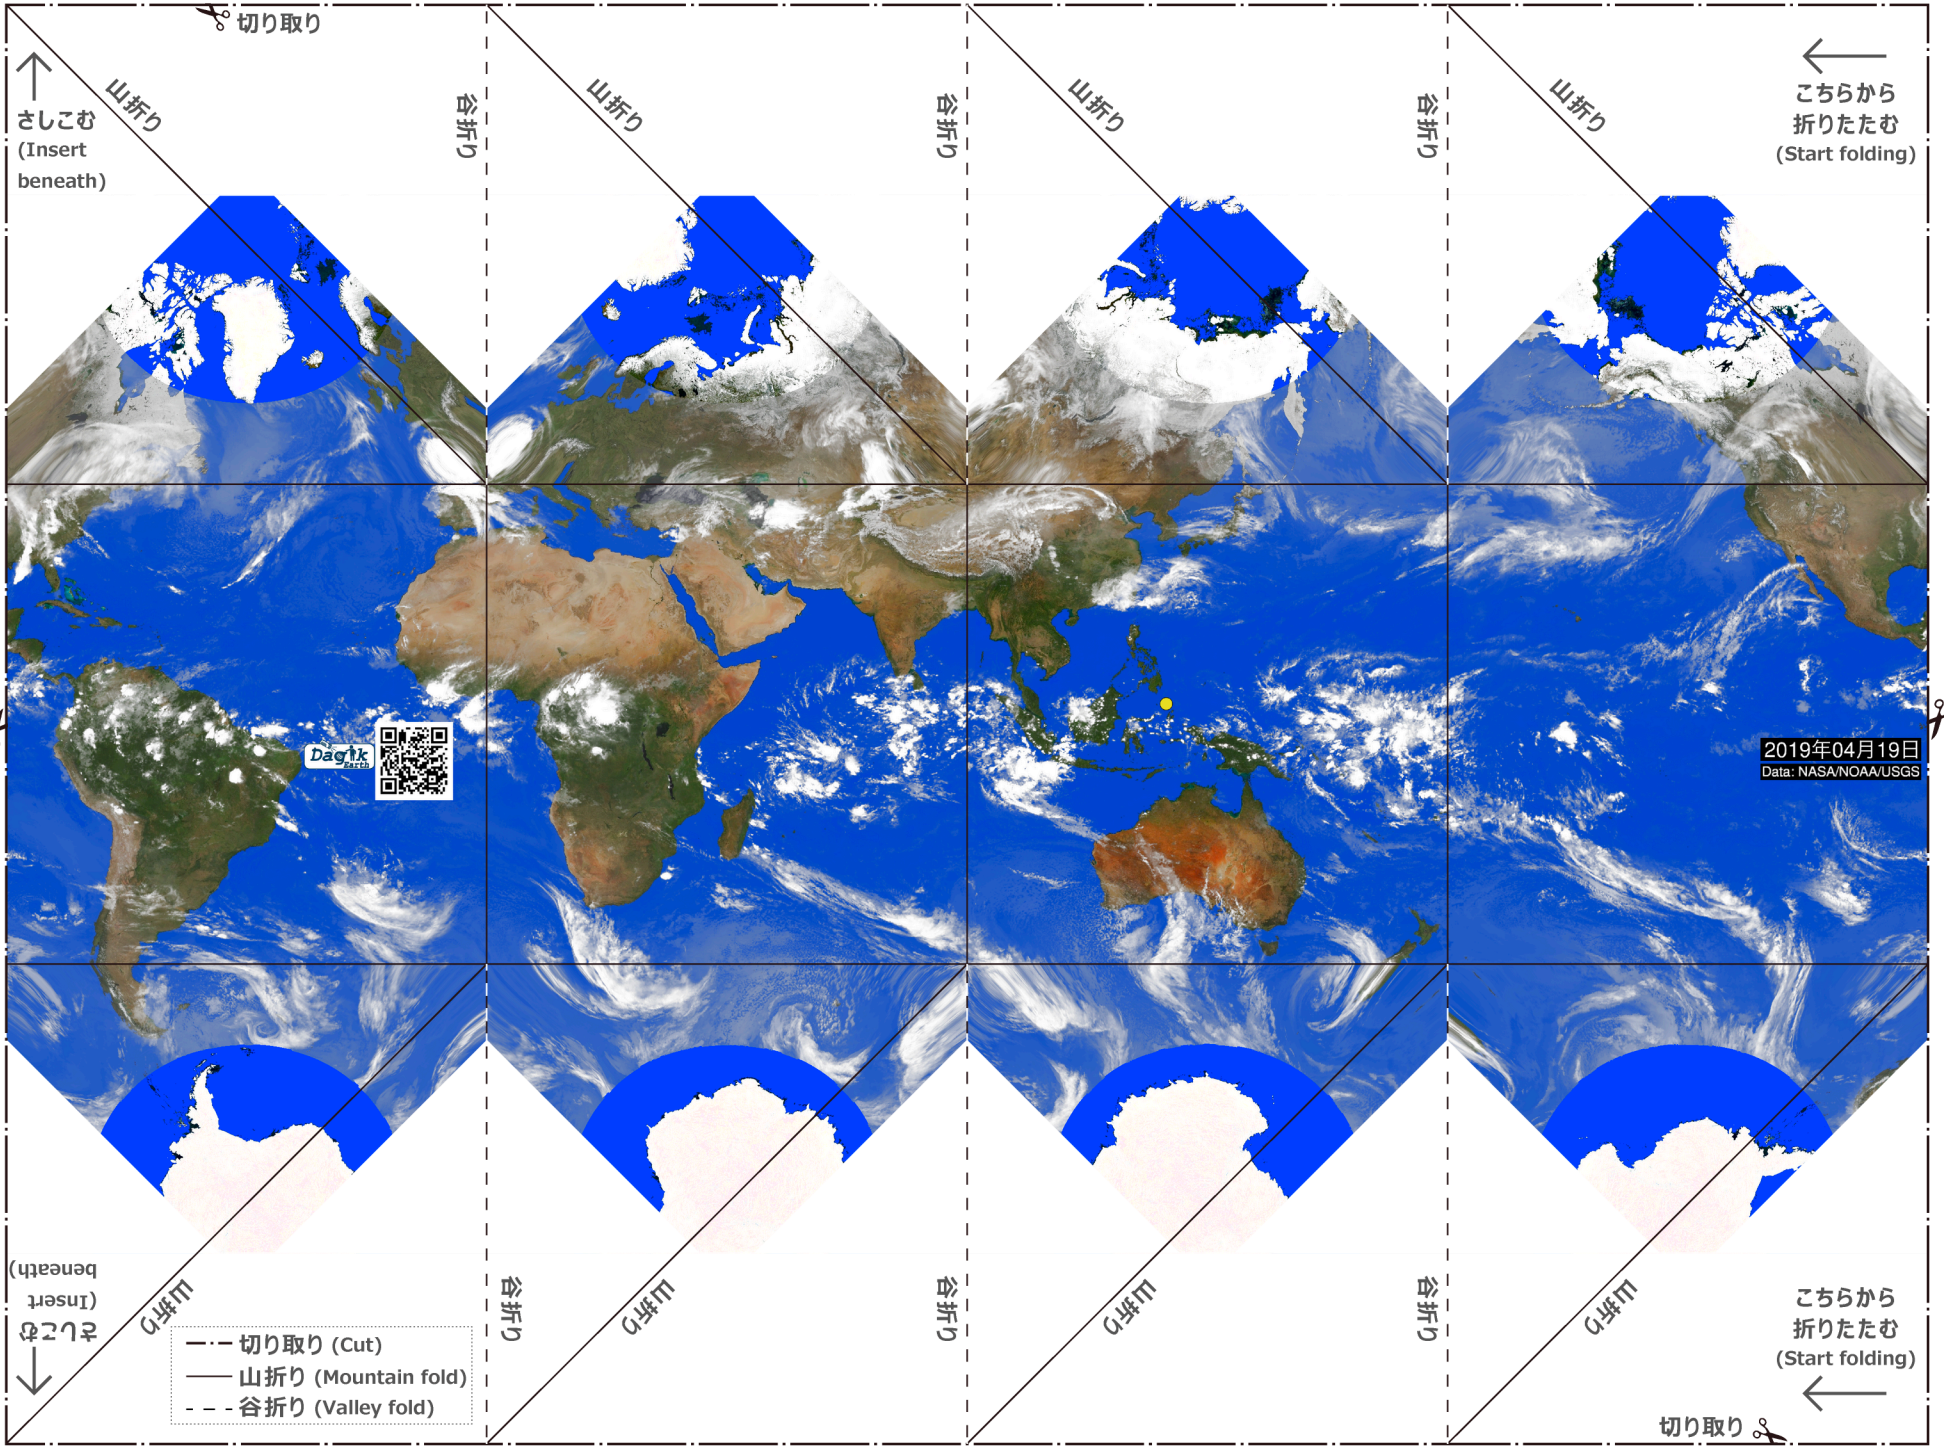 切り取り
山折り
谷折り
山折り
谷折り
山折り
谷折り
山折り
さしこむ
(Insert
beneath)
こちらから
折りたたむ
(Start folding)
Dagik
Earth
2019年04月19日
Data: NASA/NOAA/USGS
さしこむ
(Insert
beneath)
山折り
谷折り
山折り
谷折り
山折り
谷折り
山折り
こちらから
折りたたむ
(Start folding)
切り取り (Cut)
山折り (Mountain fold)
谷折り (Valley fold)
切り取り